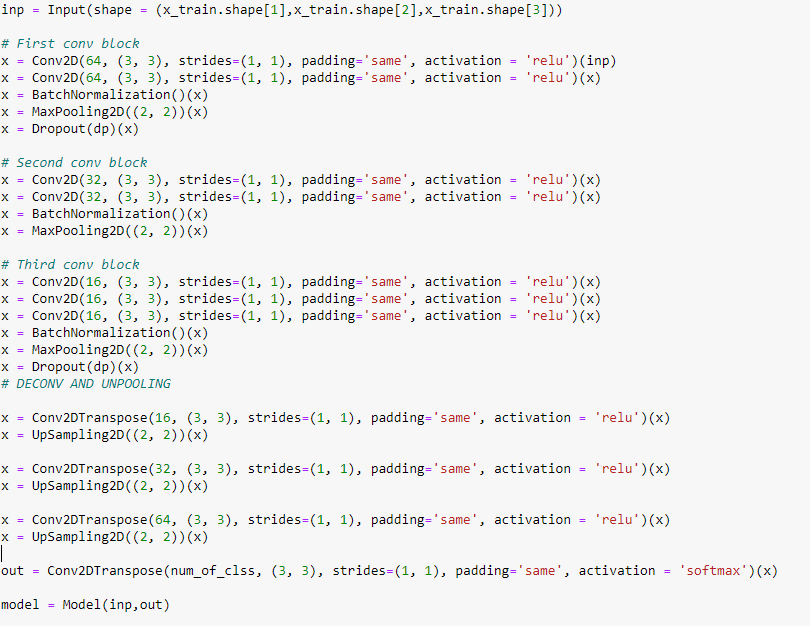 inp = Input(shape = (x_train.shape[1],x_train.shape[2],x_train.shape[3]))
# First conv block
x = Conv2D(64, (3, 3), strides=(1, 1), padding='same', activation = 'relu')(inp)
x = Conv2D(64, (3, 3), strides=(1, 1), padding='same', activation = 'relu')(x)
x = BatchNormalization()(x)
x = MaxPooling2D((2, 2))(x)
x = Dropout(dp)(x)
# Second conv block
x = Conv2D(32, (3, 3), strides=(1, 1), padding='same', activation = 'relu')(x)
x = Conv2D(32, (3, 3), strides=(1, 1), padding='same', activation = 'relu')(x)
x = BatchNormalization()(x)
x = MaxPooling2D((2, 2))(x)
# Third conv block
x = Conv2D(16, (3, 3), strides=(1, 1), padding='same', activation = 'relu')(x)
x = Conv2D(16, (3, 3), strides=(1, 1), padding='same', activation = 'relu')(x)
x = Conv2D(16, (3, 3), strides=(1, 1), padding='same', activation = 'relu')(x)
x = BatchNormalization()(x)
x = MaxPooling2D((2, 2))(x)
x = Dropout(dp)(x)
# DECONV AND UNPOOLING
x = Conv2DTranspose(16, (3, 3), strides=(1, 1), padding='same', activation = 'relu')(x)
x = UpSampling2D((2, 2))(x)
x = Conv2DTranspose(32, (3, 3), strides=(1, 1), padding='same', activation = 'relu')(x)
x = UpSampling2D((2, 2))(x)
x = Conv2DTranspose(64, (3, 3), strides=(1, 1), padding='same', activation = 'relu')(x)
x = UpSampling2D((2, 2))(x)
out = Conv2DTranspose(num_of_clss, (3, 3), strides=(1, 1), padding='same', activation = 'softmax')(x)
model = Model(inp,out)